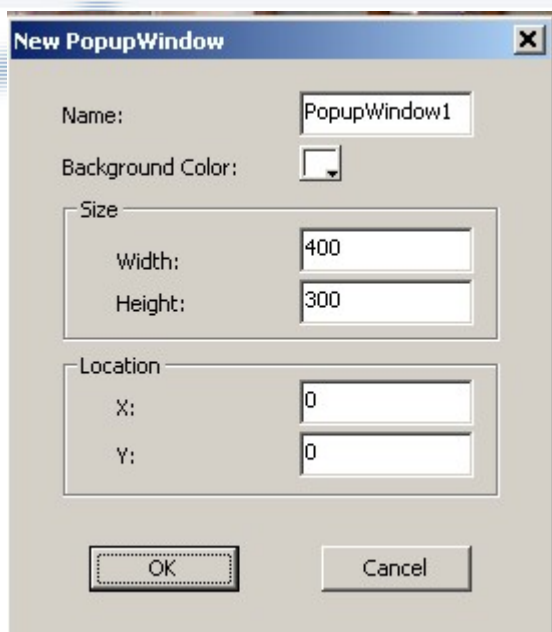 New PopupWindow
Name: PopupWindow1
Background Color:
Size
Width: 400
Height: 300
Location
X: 0
Y: 0
OK Cancel